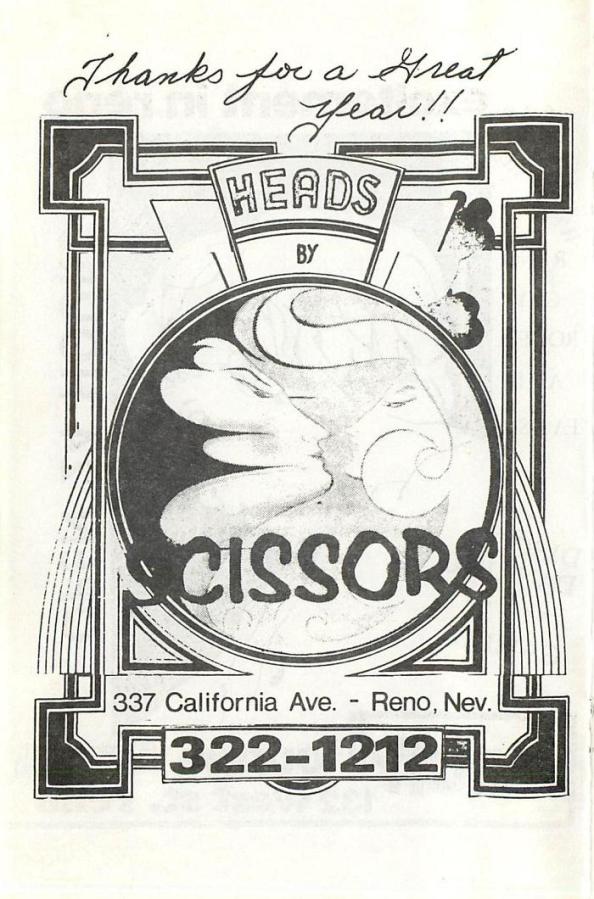 Thanks for a Great
Year!!
HEADS
BY
SCISSORS
337 California Ave. - Reno, Nev.
322-1212